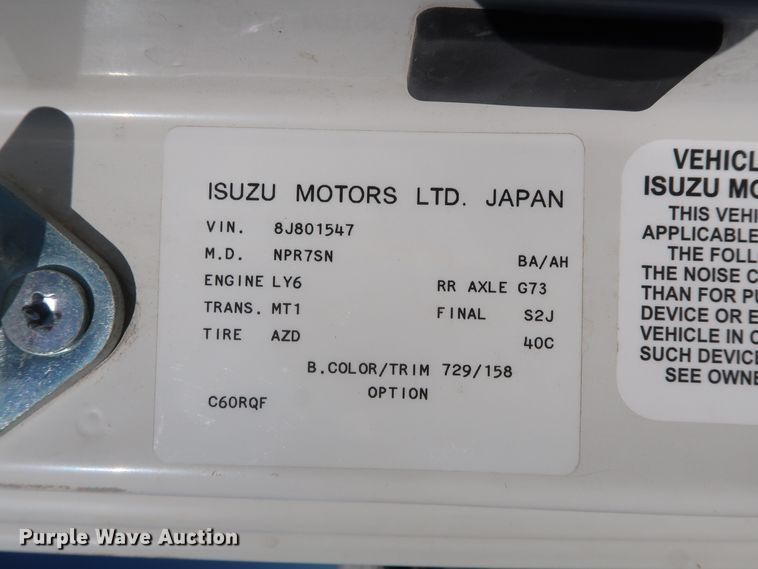 ISUZU MOTORS LTD. JAPAN
VIN. 8J801547
M.D. NPR7SN BA/AH
ENGINE LY6 RR AXLE G73
TRANS. MT1 FINAL S2J
TIRE AZD 40C
B.COLOR/TRIM 729/158
OPTION
C60RQF
VEHICL
ISUZU MO
THIS VEHI
APPLICABLE
THE FOLL
THE NOISE C
THAN FOR PU
DEVICE OR E
VEHICLE IN
SUCH DEVICE
SEE OWNE
Purple Wave Auction